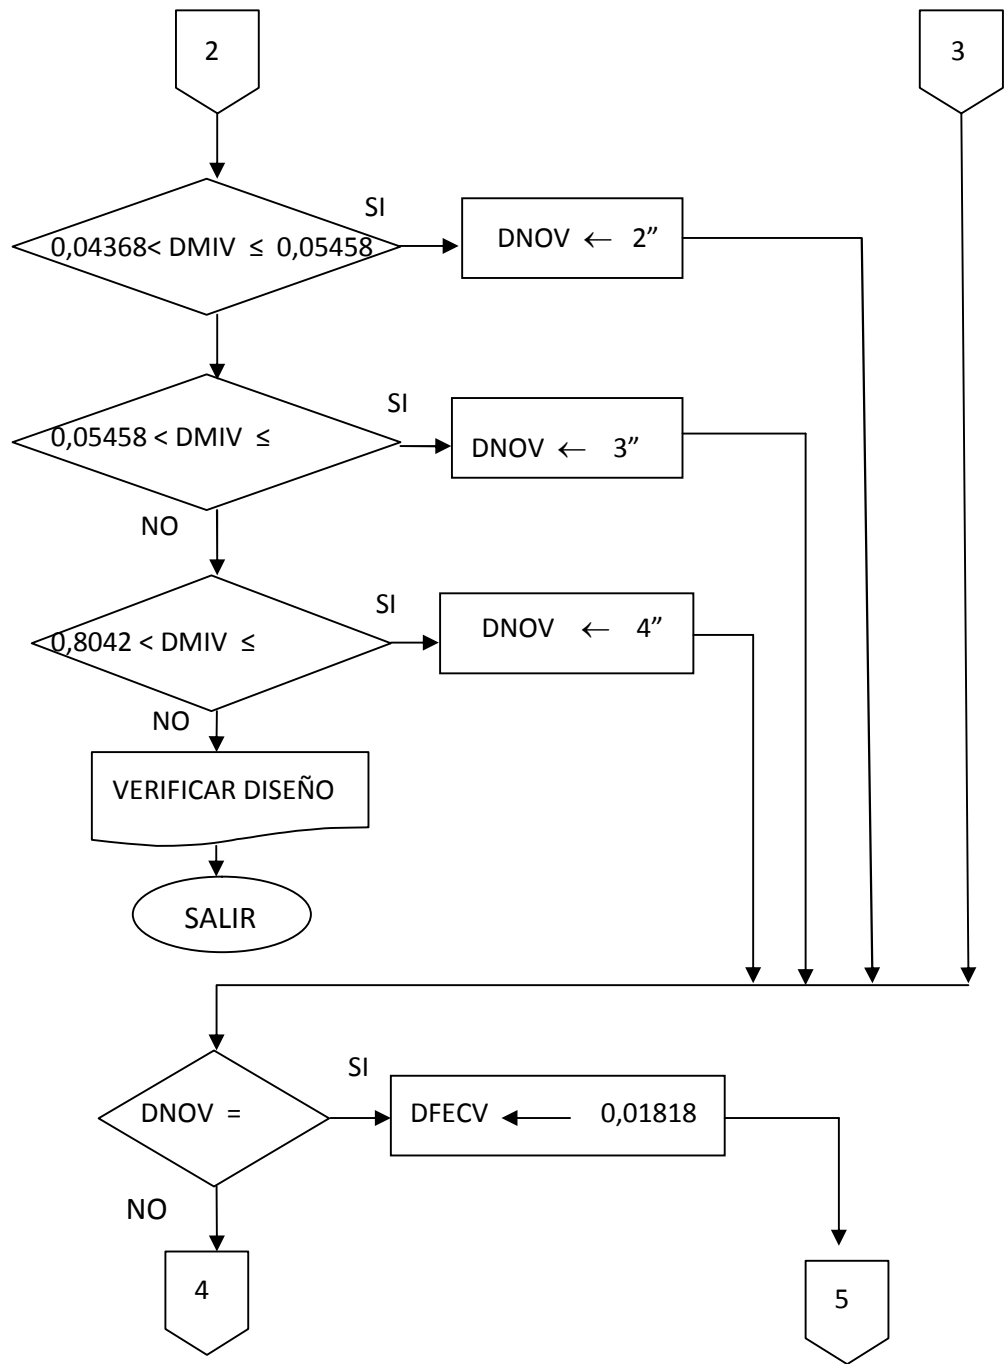 2
3
SI
0,04368< DMIV ≤ 0,05458
DNOV ← 2”
SI
0,05458 < DMIV ≤
DNOV ← 3”
NO
SI
0,8042 < DMIV ≤
DNOV ← 4”
NO
VERIFICAR DISEÑO
SALIR
SI
DNOV =
DFECV ← 0,01818
NO
4
5